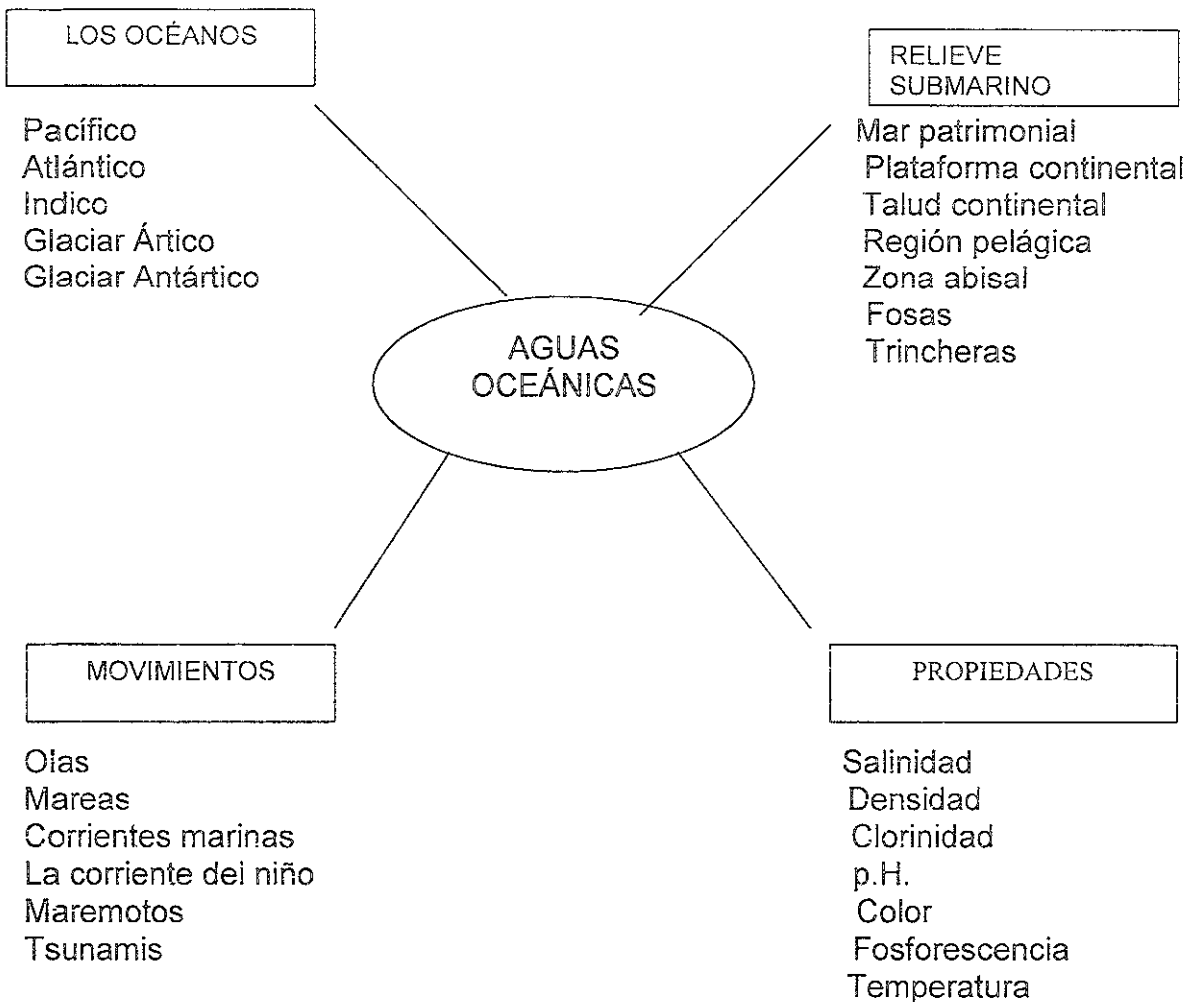 LOS OCÉANOS
Pacífico
Atlántico
Indico
Glaciar Ártico
Glaciar Antártico
RELIEVE
SUBMARINO
Mar patrimonial
Plataforma continental
Talud continental
Región pelágica
Zona abisal
Fosas
Trincheras
AGUAS
OCEÁNICAS
MOVIMIENTOS
Olas
Mareas
Corrientes marinas
La corriente del niño
Maremotos
Tsunamis
PROPIEDADES
Salinidad
Densidad
Clorinidad
p.H.
Color
Fosforescencia
Temperatura